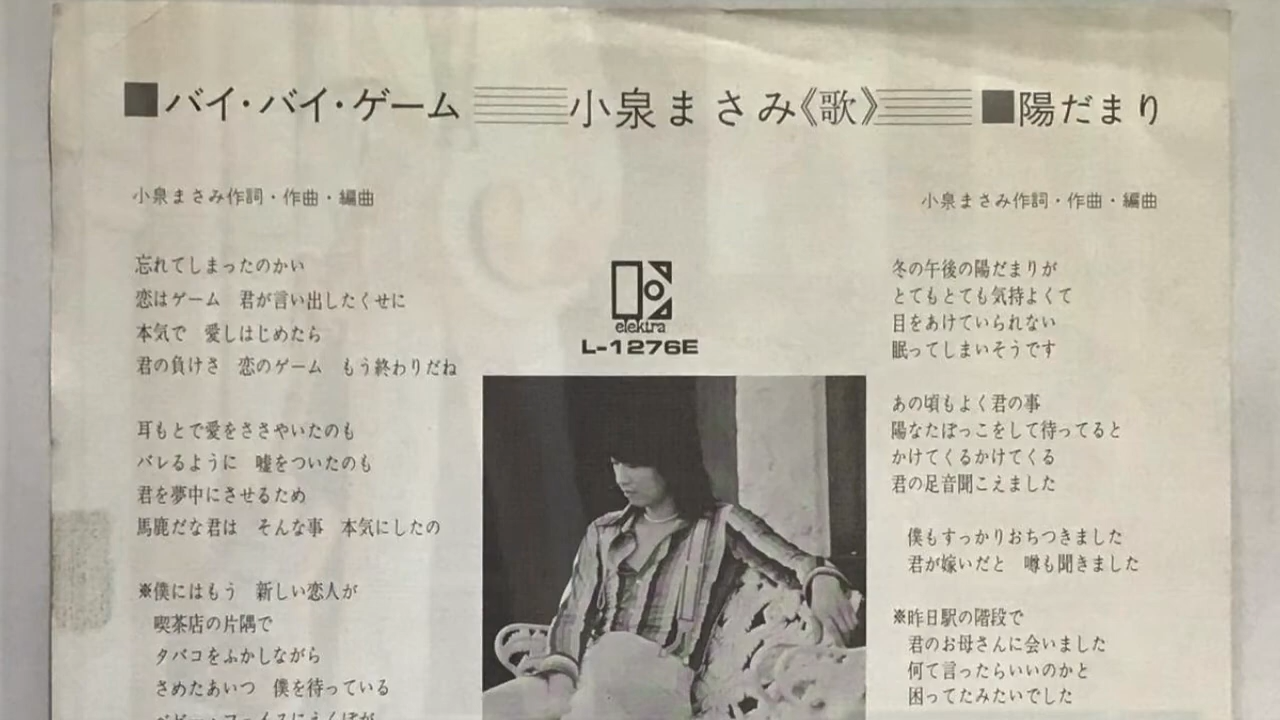 ■バイ・バイ・ゲーム 小泉まさみ《歌》 ■陽だまり
小泉まさみ作詞・作曲・編曲
忘れてしまったのかい
恋はゲーム 君が言い出したくせに
本気で 愛しはじめたら
君の負けさ 恋のゲーム もう終わりだね
耳もとで愛をささやいたのも
バレるように 嘘をついたのも
君を夢中にさせるため
馬鹿だな君は そんな事 本気にしたの
※僕にはもう 新しい恋人が
喫茶店の片隅で
タバコをふかしながら
さめたあいつ 僕を待っている
ベビー・フェイスにえくぼが
elektra
L-1276E
小泉まさみ作詞・作曲・編曲
冬の午後の陽だまりが
とてもとても気持よくて
目をあけていられない
眠ってしまいそうです
あの頃もよく君の事
陽なたぼっこをして待ってると
かけてくるかけてくる
君の足音聞こえました
僕もすっかりおちつきました
君が嫁いだと 噂も聞きました
※昨日駅の階段で
君のお母さんに会いました
何て言ったらいいのかと
困ってたみたいでした